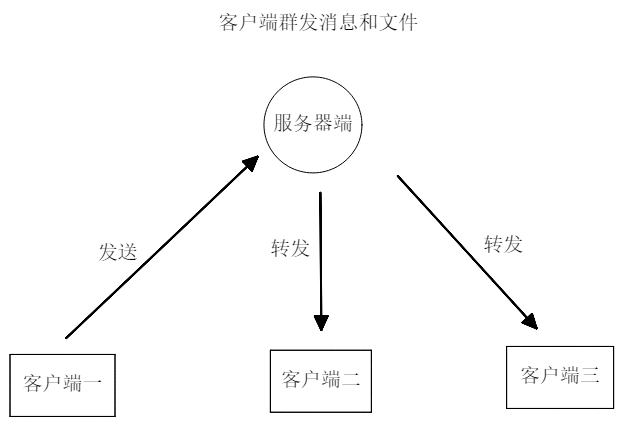 客户端群发消息和文件
服务器端
发送
转发
转发
客户端一
客户端二
客户端三